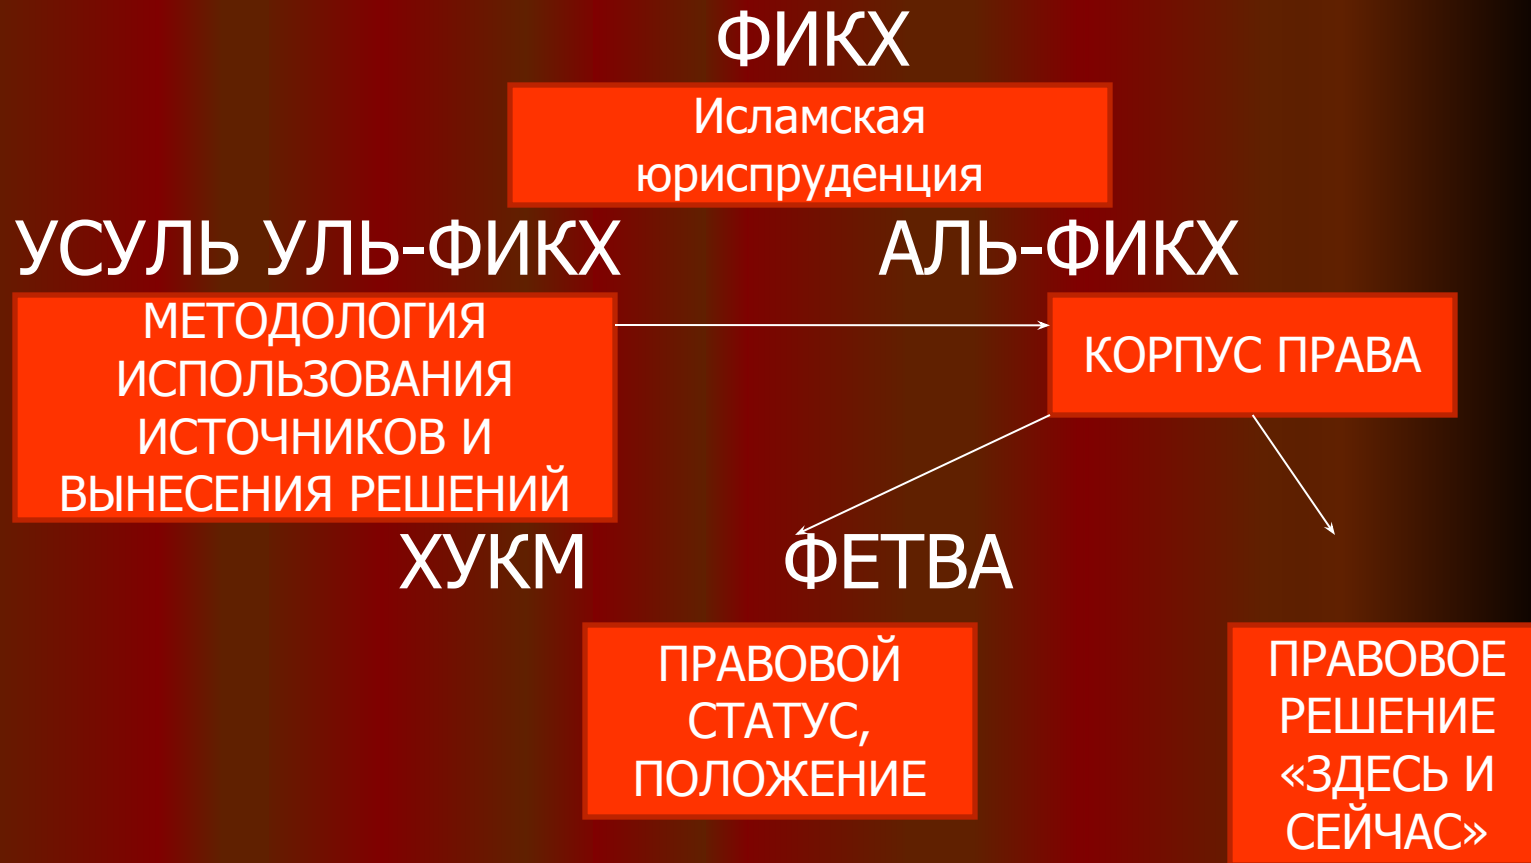 ФИКХ
Исламская
юриспруденция
УСУЛЬ УЛЬ-ФИКХ АЛЬ-ФИКХ
МЕТОДОЛОГИЯ
ИСПОЛЬЗОВАНИЯ
ИСТОЧНИКОВ И
ВЫНЕСЕНИЯ РЕШЕНИЙ
КОРПУС ПРАВА
ХУКМ ФЕТВА
ПРАВОВОЙ
СТАТУС,
ПОЛОЖЕНИЕ
ПРАВОВОЕ
РЕШЕНИЕ
«ЗДЕСЬ И
СЕЙЧАС»